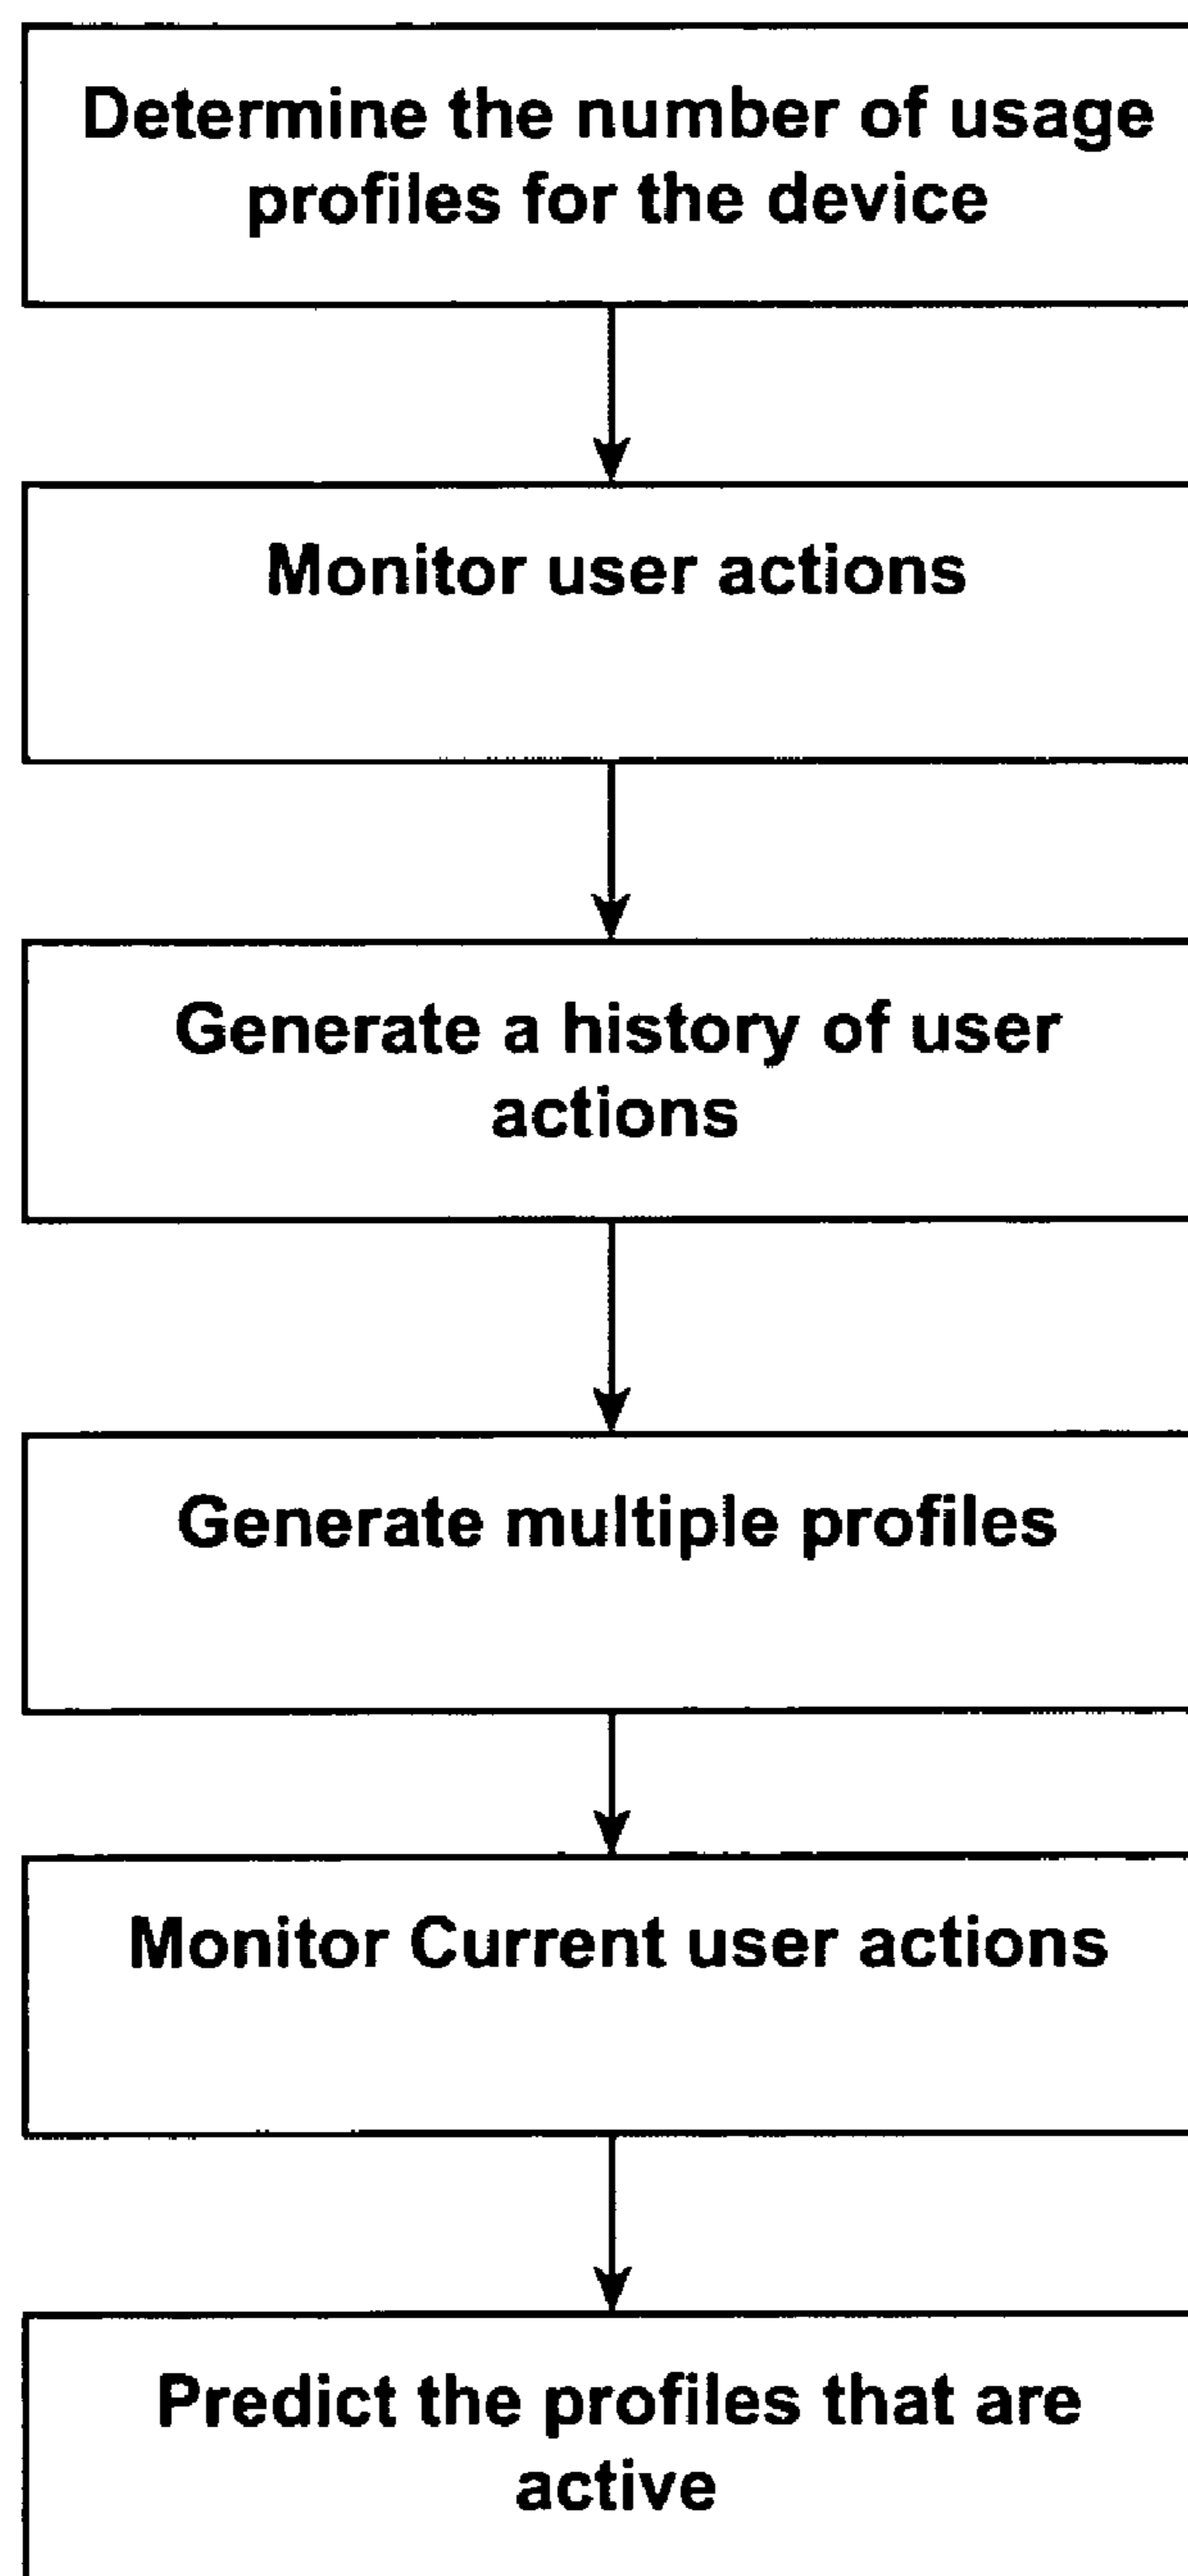 Determine the number of usage
profiles for the device
Monitor user actions
Generate a history of user
actions
Generate multiple profiles
Monitor Current user actions
Predict the profiles that are
active